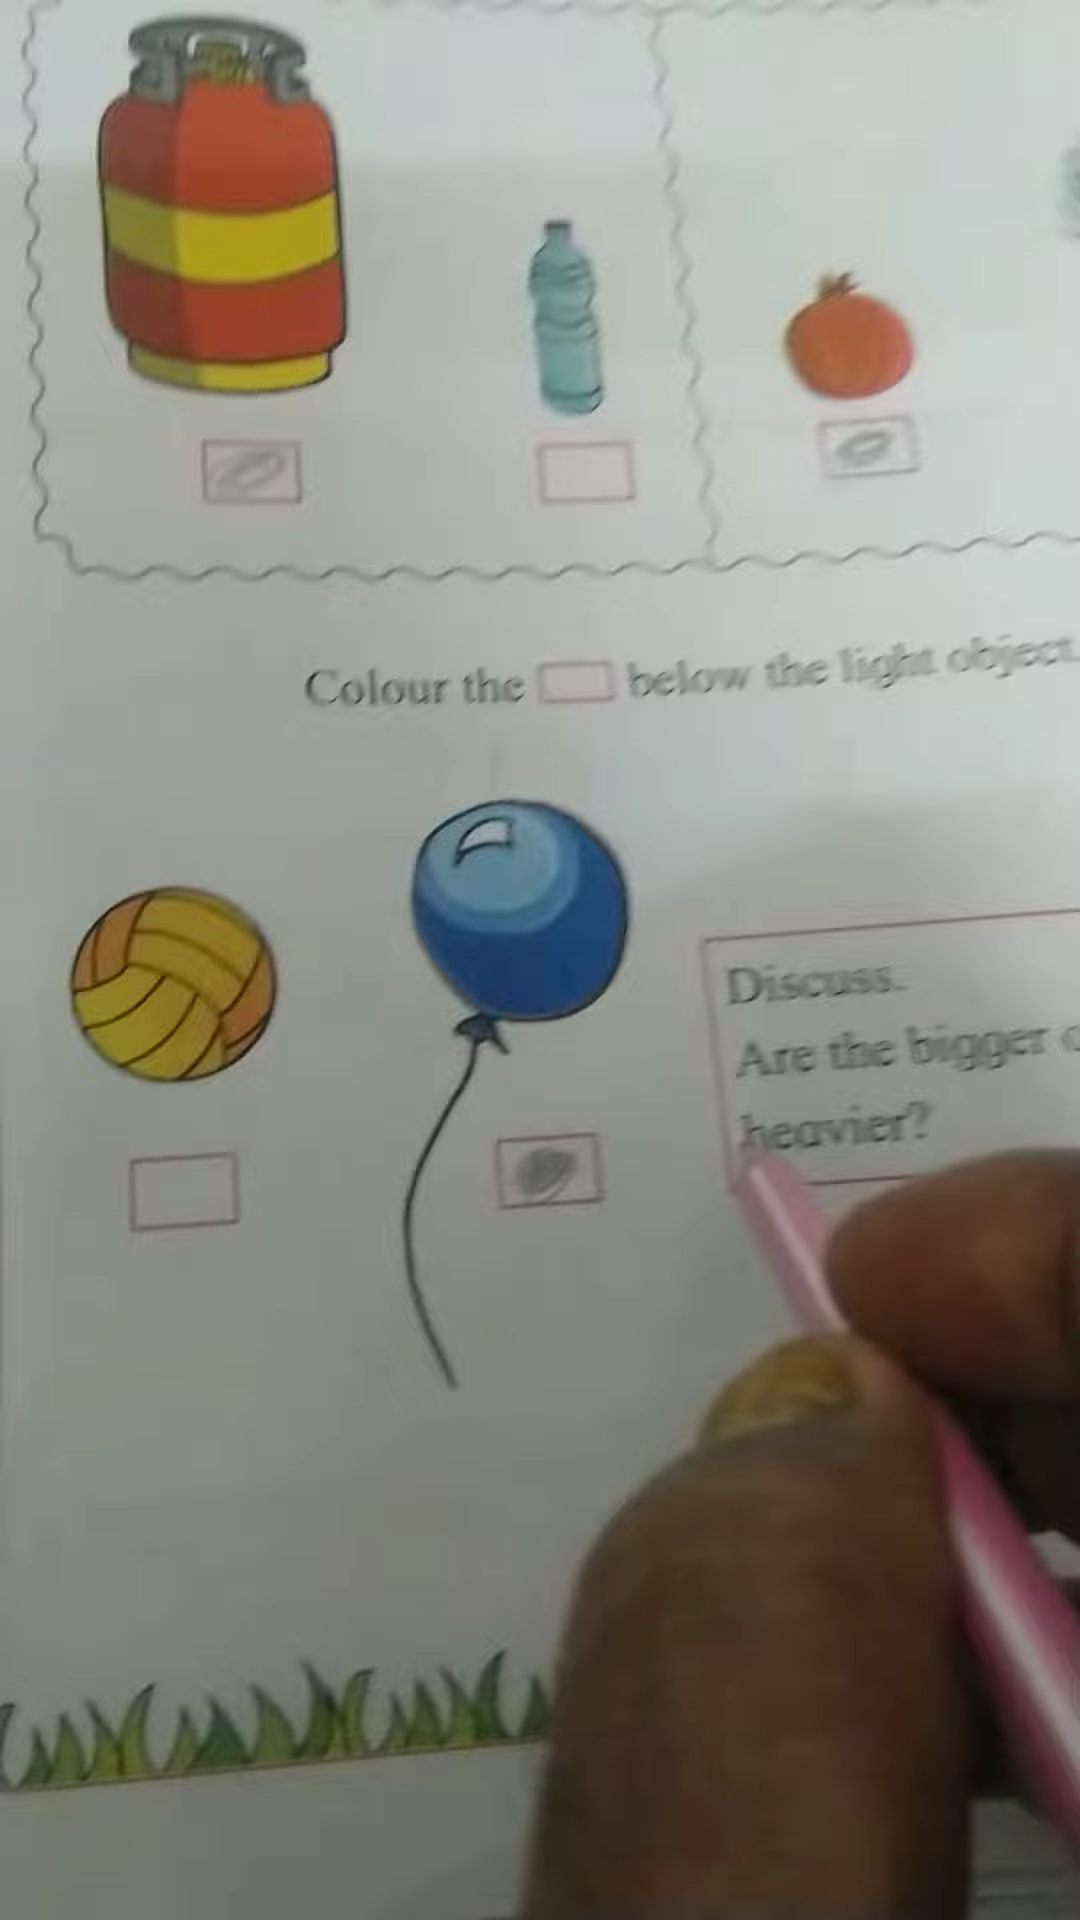 Colour the below the light object.
Discuss.
Are the bigger
heavier?